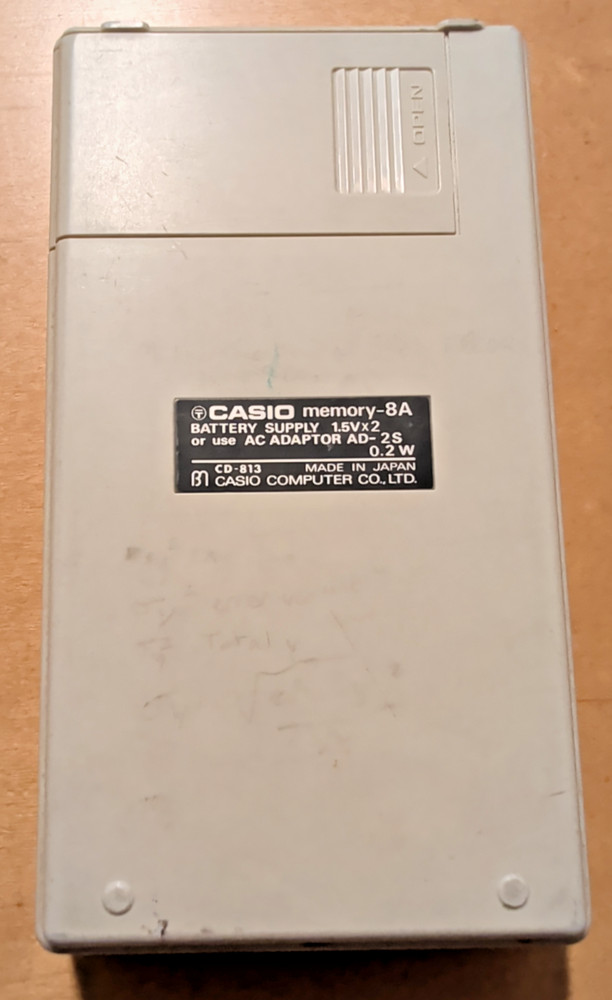 OPEN
CASIO memory-8A
BATTERY SUPPLY 1.5V×2
or use AC ADAPTOR AD-2S
0.2W
CD-813 MADE IN JAPAN
CASIO COMPUTER CO., LTD.